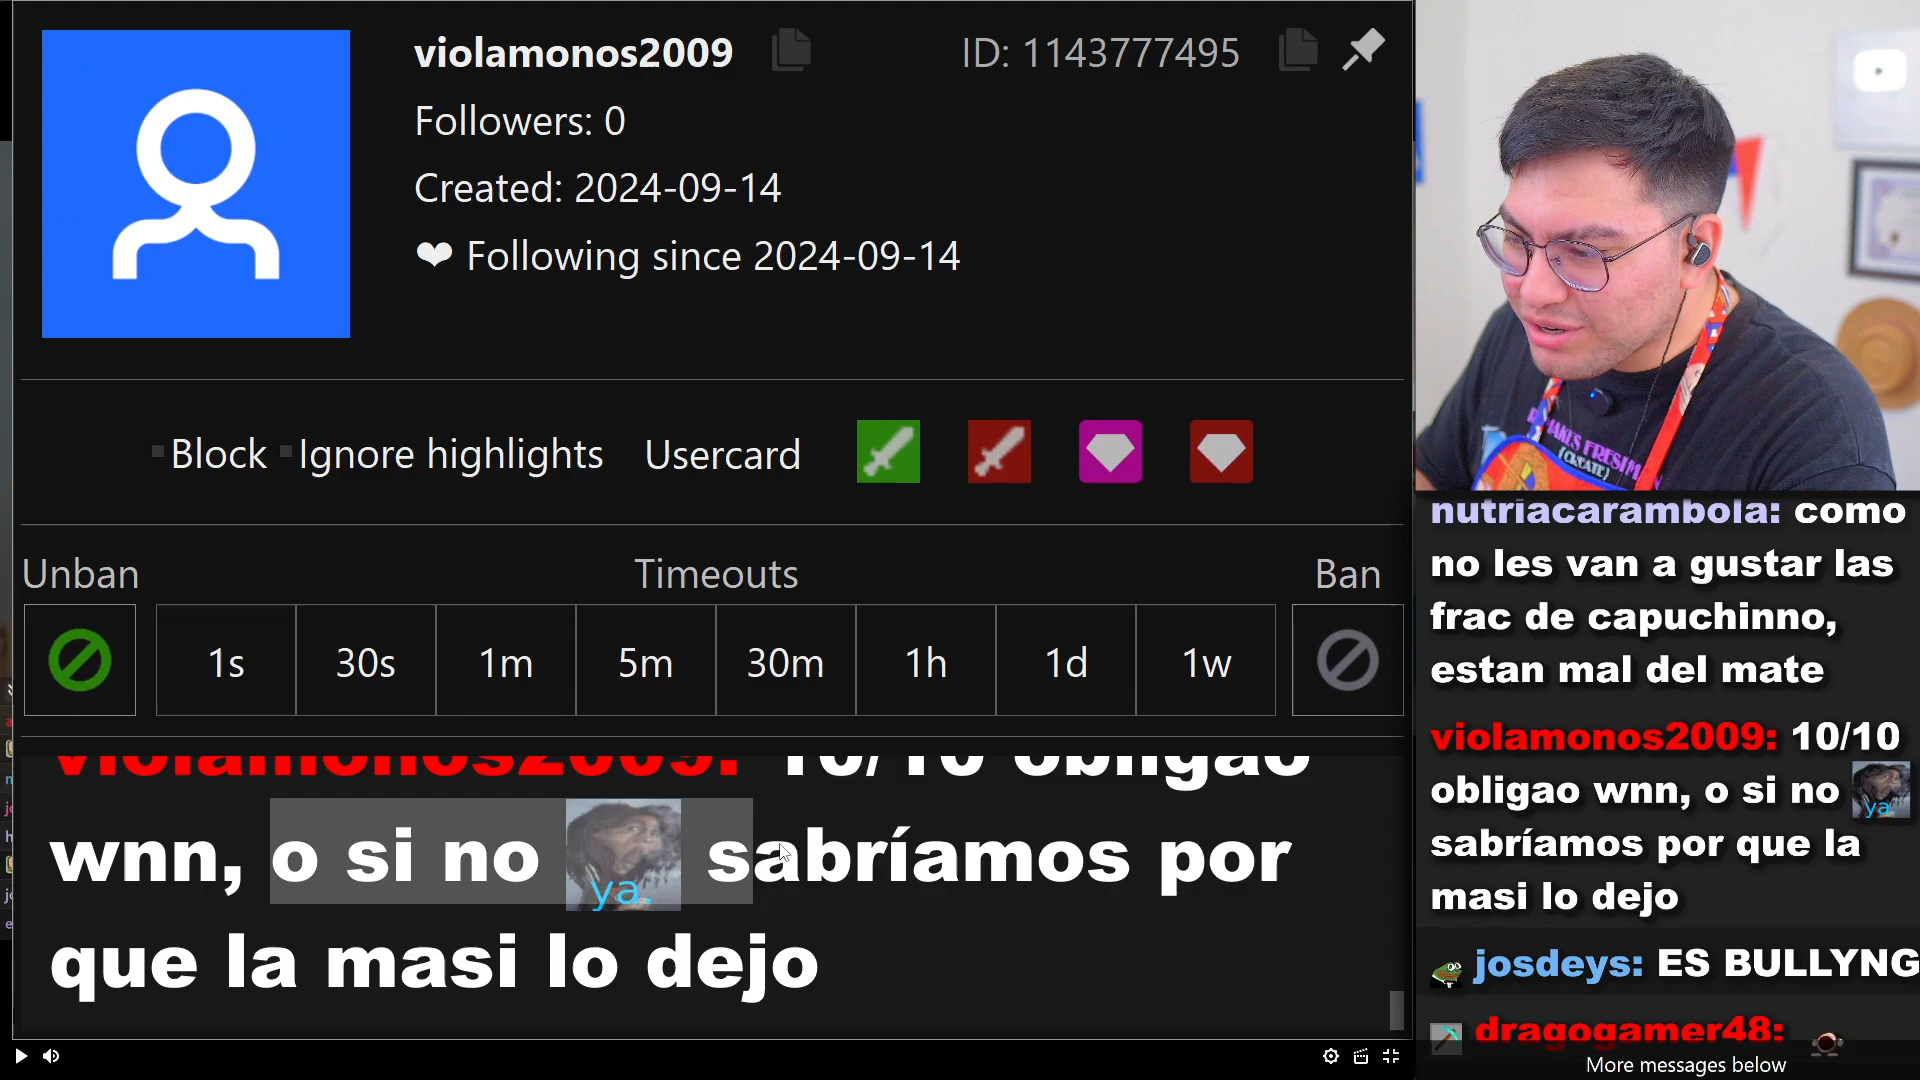 violamonos2009
ID: 1143777495
Followers: 0
Created: 2024-09-14
❤ Following since 2024-09-14
Block
Ignore highlights
Usercard
Unban
Timeouts
Ban
1s
30s
1m
5m
30m
1h
1d
1w
violamonos2009: 10/10 obligao
wnn, o si no ya. sabríamos por
que la masi lo dejo
nutriacarambola: como
no les van a gustar las
frac de capuchinno,
estan mal del mate
violamonos2009: 10/10
obligao wnn, o si no ya.
sabríamos por que la
masi lo dejo
josdeys: ES BULLYNG
dragogamer48:
More messages below